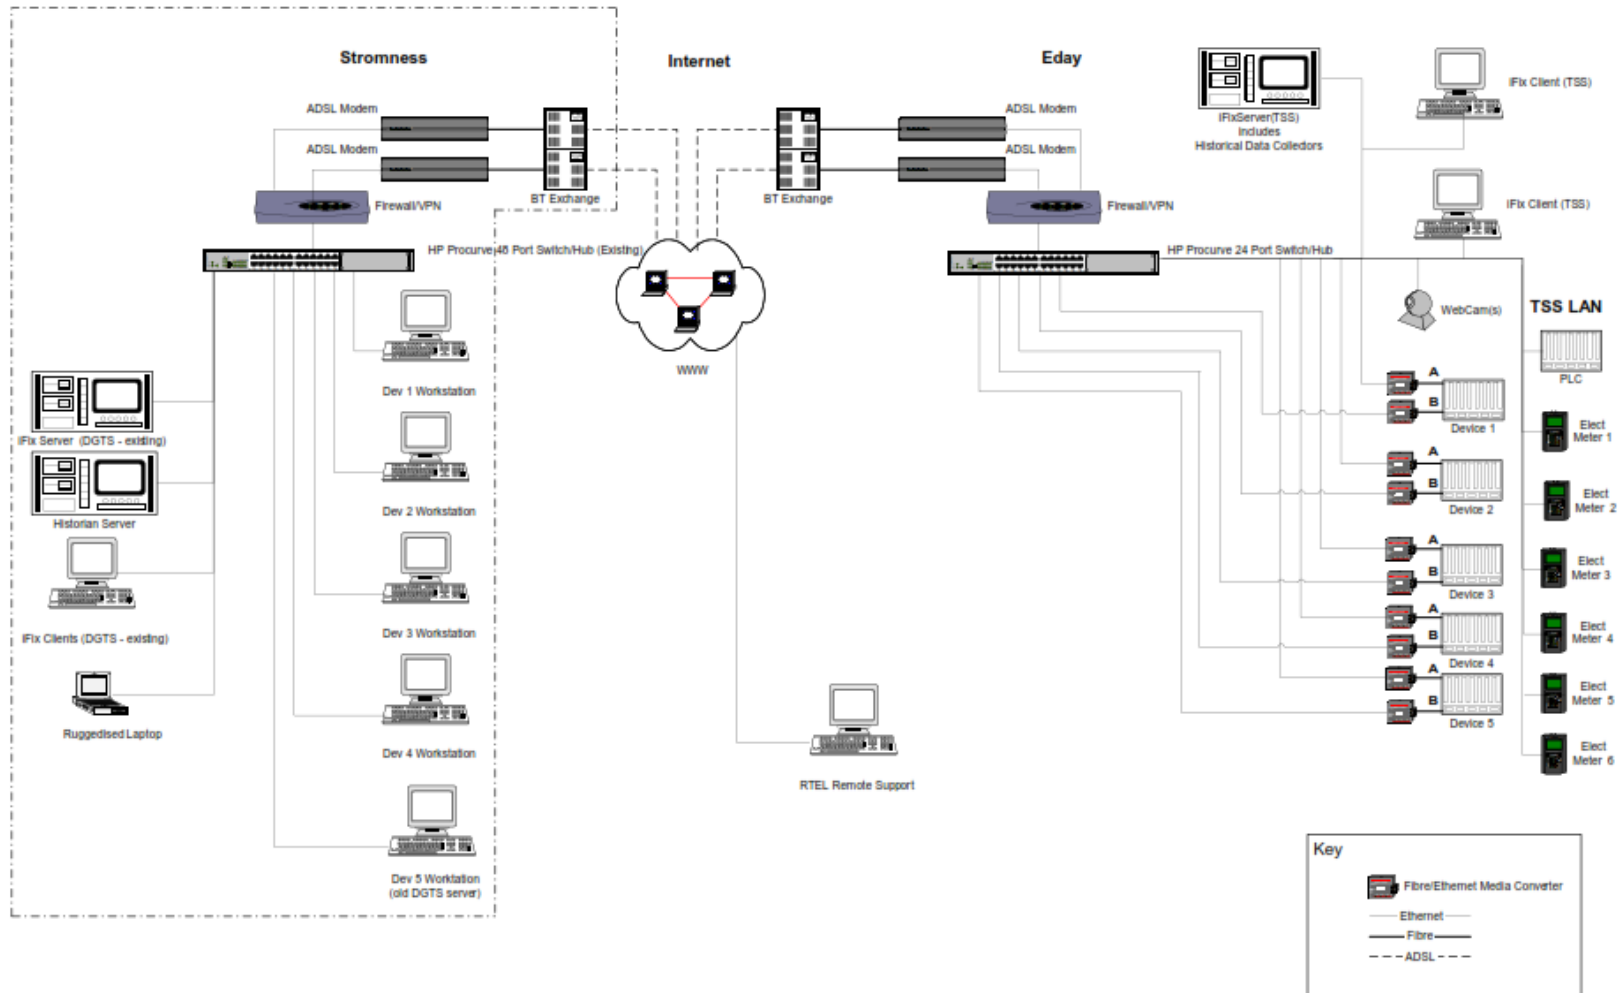 Stromness
Internet
Eday
ADSL Modem
ADSL Modem
BT Exchange
Firewall/VPN
HP Procurve 48 Port Switch/Hub (Existing)
ADSL Modem
ADSL Modem
BT Exchange
Firewall/VPN
HP Procurve 24 Port Switch/Hub
iFixServer(TSS)
includes
Historical Data Collectors
iFix Client (TSS)
iFix Client (TSS)
WebCam(s)
TSS LAN
PLC
WWW
Dev 1 Workstation
Dev 2 Workstation
Dev 3 Workstation
Dev 4 Workstation
Dev 5 Worktation
(old DGTS server)
iFix Server (DGTS - existing)
Historian Server
iFix Clients (DGTS - existing)
Ruggedised Laptop
RTEL Remote Support
A
B
Device 1
A
B
Device 2
A
B
Device 3
A
B
Device 4
A
B
Device 5
Elect
Meter 1
Elect
Meter 2
Elect
Meter 3
Elect
Meter 4
Elect
Meter 5
Elect
Meter 6
Key
Fibre/Ethernet Media Converter
Ethernet
Fibre
ADSL